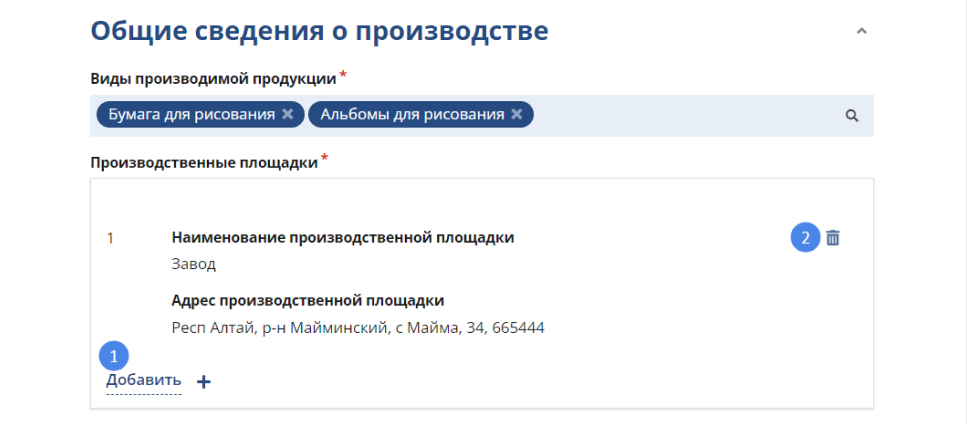 Общие сведения о производстве
Виды производимой продукции *
Бумага для рисования × Альбомы для рисования ×
Производственные площадки *
1 Наименование производственной площадки 2
Завод
Адрес производственной площадки
Респ Алтай, р-н Майминский, с Майма, 34, 665444
1
Добавить +